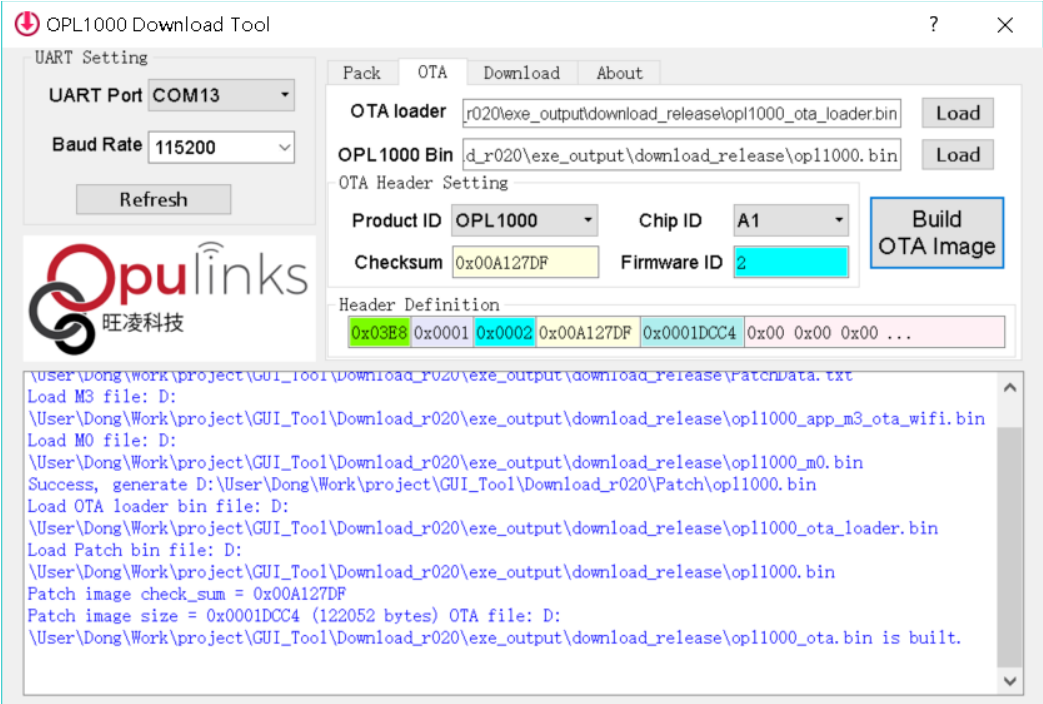 OPL1000 Download Tool
?
UART Setting
UART Port COM13
Baud Rate 115200
Refresh
Opulinks
旺凌科技
Pack OTA Download About
OTA loader _r020\exe_output\download_release\opl1000_ota_loader.bin Load
OPL1000 Bin d_r020\exe_output\download_release\opl1000.bin Load
OTA Header Setting
Product ID OPL1000 Chip ID A1
Checksum 0x00A127DF Firmware ID 2
Build
OTA Image
Header Definition
0x03E8 0x0001 0x0002 0x00A127DF 0x0001DCC4 0x00 0x00 0x00 ...
\User\Dong\Work\project\GUI_Tool\Download_r020\exe_output\download_release\PatchData.txt
Load M3 file: D:
\User\Dong\Work\project\GUI_Tool\Download_r020\exe_output\download_release\opl1000_app_m3_ota_wifi.bin
Load M0 file: D:
\User\Dong\Work\project\GUI_Tool\Download_r020\exe_output\download_release\opl1000_m0.bin
Success, generate D:\User\Dong\Work\project\GUI_Tool\Download_r020\Patch\opl1000.bin
Load OTA loader bin file: D:
\User\Dong\Work\project\GUI_Tool\Download_r020\exe_output\download_release\opl1000_ota_loader.bin
Load Patch bin file: D:
\User\Dong\Work\project\GUI_Tool\Download_r020\exe_output\download_release\opl1000.bin
Patch image check_sum = 0x00A127DF
Patch image size = 0x0001DCC4 (122052 bytes) OTA file: D:
\User\Dong\Work\project\GUI_Tool\Download_r020\exe_output\download_release\opl1000_ota.bin is built.